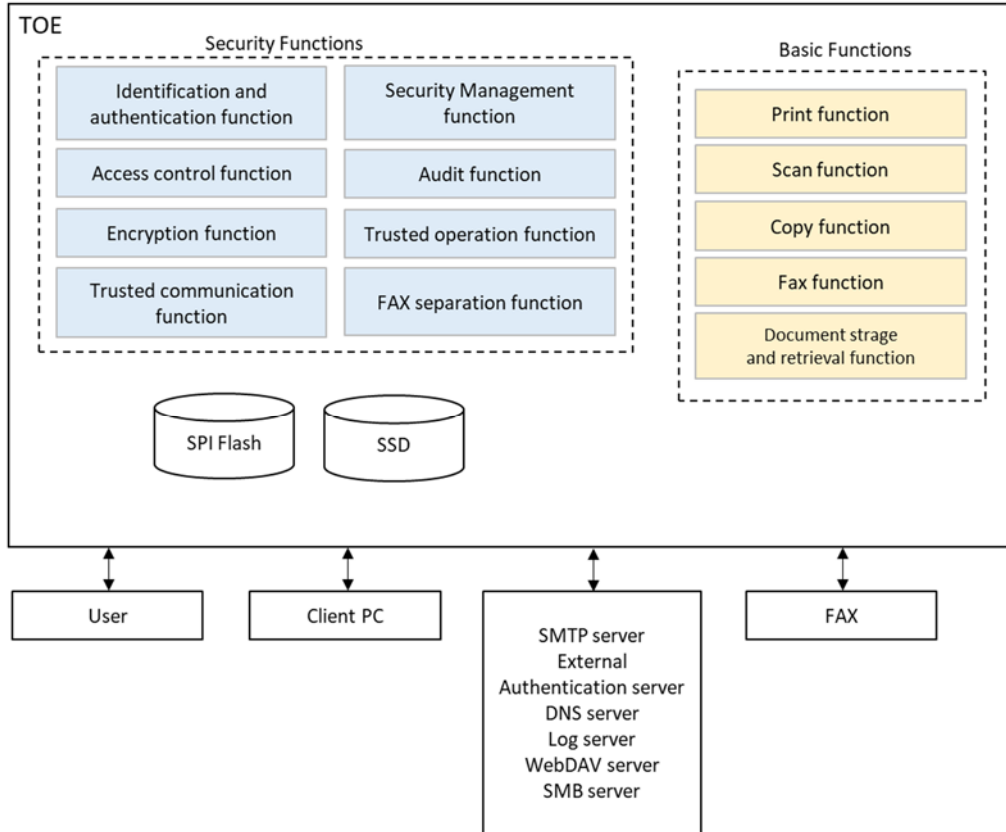 TOE
Security Functions
Identification and
authentication function
Security Management
function
Access control function
Audit function
Encryption function
Trusted operation function
Trusted communication
function
FAX separation function
Basic Functions
Print function
Scan function
Copy function
Fax function
Document strage
and retrieval function
SPI Flash
SSD
User
Client PC
SMTP server
External
Authentication server
DNS server
Log server
WebDAV server
SMB server
FAX